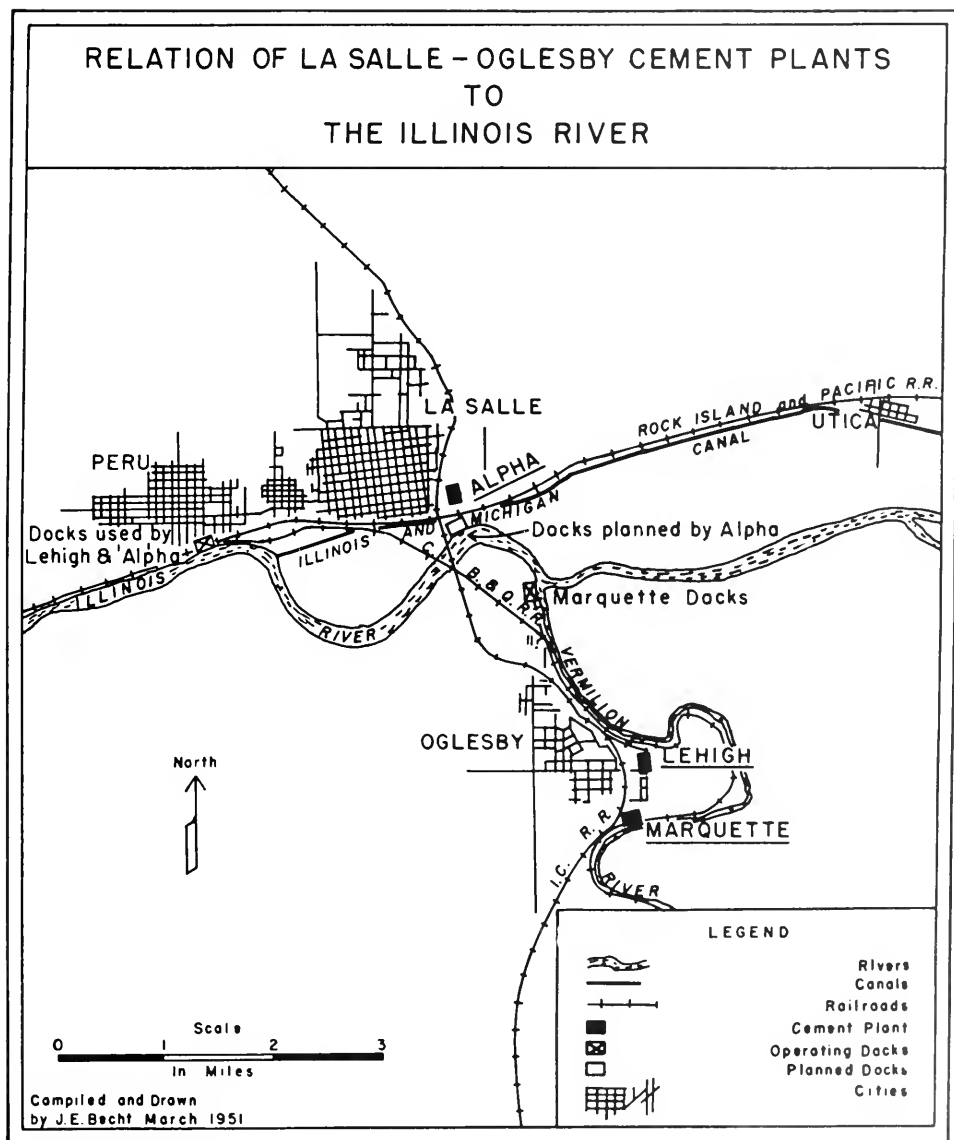 RELATION OF LA SALLE – OGLESBY CEMENT PLANTS
TO
THE ILLINOIS RIVER
LA SALLE
ROCK ISLAND and PACIFIC R.R.
UTICA
CANAL
PERU
ALPHA
MICHIGAN
AND
ILLINOIS
Docks used by
Lehigh & Alpha
Docks planned by Alpha
C. B. & Q. R.R.
Marquette Docks
ILLINOIS
RIVER
VERMILION
OGLESBY
LEHIGH
North
MARQUETTE
I.C. R.R.
RIVER
LEGEND
Rivers
Canals
Railroads
Cement Plant
Operating Docks
Planned Docks
Cities
Scale
0 1 2 3
In Miles
Compiled and Drawn
by J.E. Becht March 1951